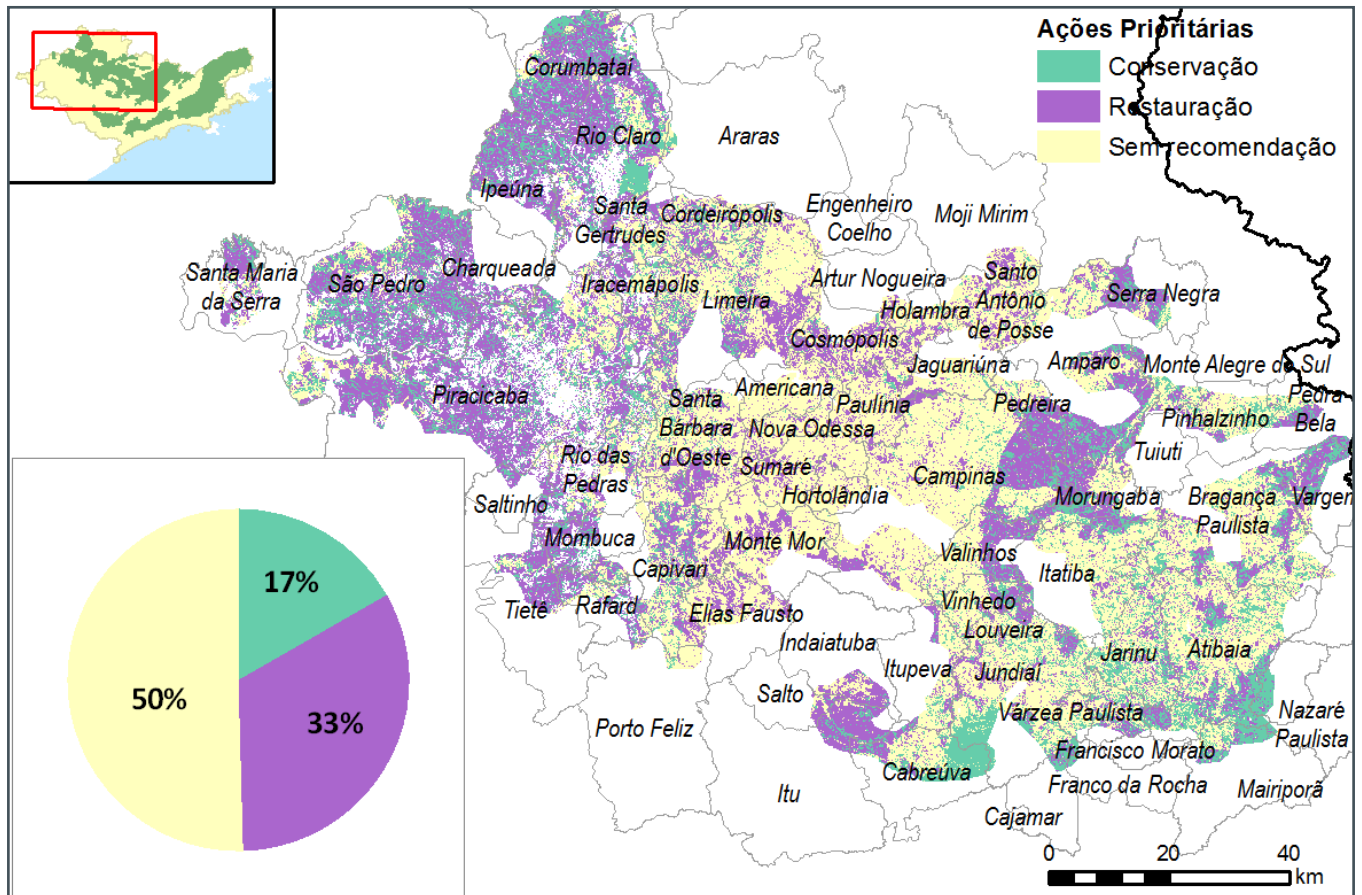 Ações Prioritárias
Conservação
Restauração
Sem recomendação
Corumbataí
Rio Claro
Araras
Ipeúna
Santa
Gertrudes
Cordeirópolis
Engenheiro
Coelho
Moji Mirim
Santa Maria
da Serra
São Pedro
Charqueada
Iracemápolis
Limeira
Artur Nogueira
Santo
Antônio
de Posse
Serra Negra
Holambra
Cosmópolis
Jaguariúna
Amparo
Monte Alegre do Sul
Piracicaba
Santa
Bárbara
d'Oeste
Americana
Paulínia
Nova Odessa
Pedreira
Pinhalzinho
Pedra
Bela
Tuiuti
Rio das
Pedras
Sumaré
Hortolândia
Campinas
Morungaba
Bragança
Paulista
Vargem
Saltinho
Mombuca
Capivari
Monte Mor
Valinhos
Itatiba
Tietê
Rafard
Elias Fausto
Vinhedo
Louveira
Indaiatuba
Itupeva
Jundiaí
Jarinu
Atibaia
Salto
Várzea Paulista
Nazaré
Paulista
Porto Feliz
Cabreúva
Francisco Morato
Itu
Franco da Rocha
Mairiporã
Cajamar
17%
50%
33%
0 20 40
km